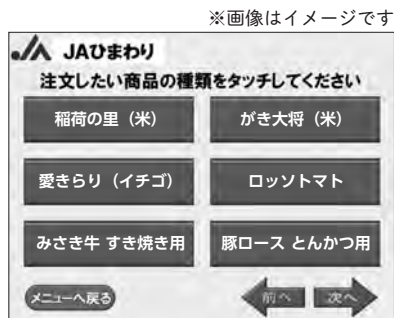 ※画像はイメージです
JAひまわり
注文したい商品の種類をタッチしてください
稲荷の里（米）
がき大将（米）
愛きらり（イチゴ）
ロッソトマト
みさき牛 すき焼き用
豚ロース とんかつ用
メニューへ戻る
前へ
次へ